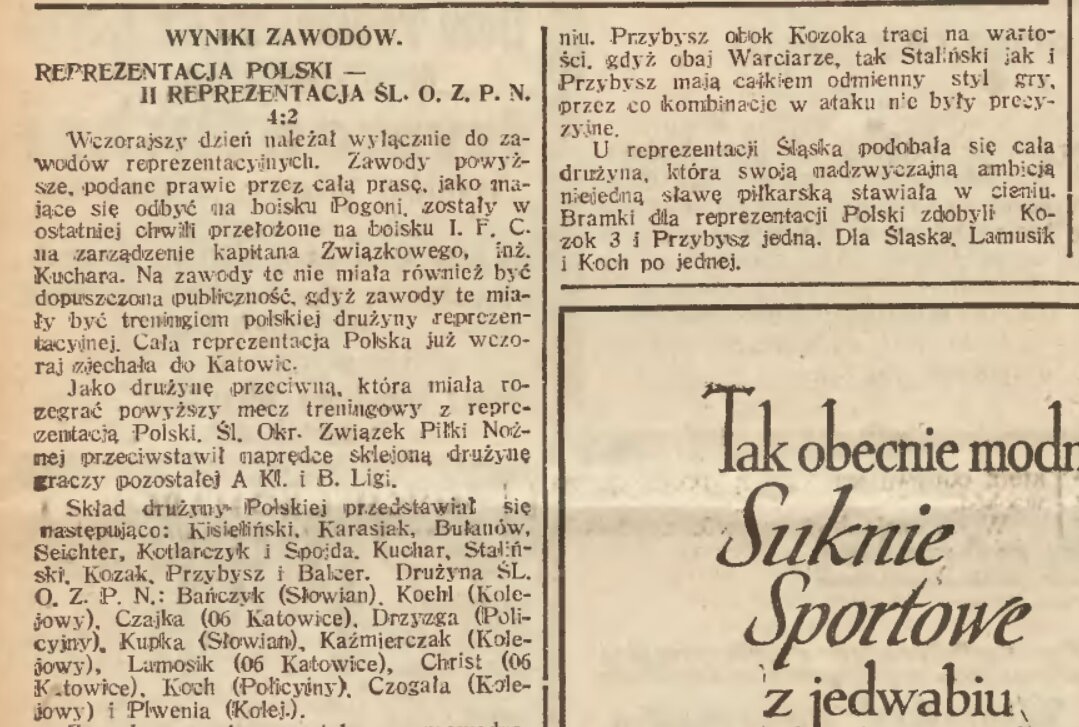 WYNIKI ZAWODÓW.
REPREZENTACJA POLSKI —
II REPREZENTACJA ŚL. O. Z. P. N.
4:2
Wczorajszy dzień należał wyłącznie do za-
wodów reprezentacyjnych. Zawody powyż-
sze, podane prawie przez całą prasę, jako ma-
jące się odbyć na boisku Pogoni, zostały w
ostatniej chwili przełożone na boisku I. F. C.
na zarządzenie kapitana Związkowego, inż.
Kuchara. Na zawody te nie miała również być
dopuszczona publiczność, gdyż zawody te mia-
ły być treningiem polskiej drużyny reprezen-
tacyjnej. Cała reprezentacja Polska już wczo-
raj zjechała do Katowic.
Jako drużynę przeciwną, która miała ro-
zegrać powyższy mecz treningowy z repre-
zentacją Polski, Śl. Okr. Związek Piłki Noż-
nej przeciwstawił naprędce sklejoną drużynę
graczy pozostałej A Kl. i B. Ligi.
Skład drużyny Polskiej przedstawiał się
następująco: Kisieliński, Karasiak, Bułanów,
Seichter, Kotlarczyk i Spojda, Kuchar, Staliń-
ski, Kozak, Przybysz i Balcer. Drużyna ŚL.
O. Z. P. N.: Bańczyk (Słowian), Koehl (Kole-
jowy), Czajka (06 Katowice), Drzyzga (Poli-
cyjny), Kupka (Słowian), Kaźmierczak (Kole-
jowy), Lamosik (06 Katowice), Christ (06
Katowice), Koch (Policyjny), Czogała (Kole-
jowy) i Plwenia (Kolej.).
niu. Przybysz obok Kozoka traci na warto-
ści, gdyż obaj Warciarze, tak Staliński jak i
Przybysz mają całkiem odmienny styl gry,
przez co kombinacje w ataku nie były precy-
zyjne.
U reprezentacji Śląska podobała się cała
drużyna, która swoją nadzwyczajną ambicją
niejedną sławę piłkarską stawiała w cieniu.
Bramki dla reprezentacji Polski zdobyli Ko-
zok 3 i Przybysz jedną. Dla Śląska, Lamusik
i Koch po jednej.
Tak obecnie modn
Suknie
Sportowe
z jedwabiu